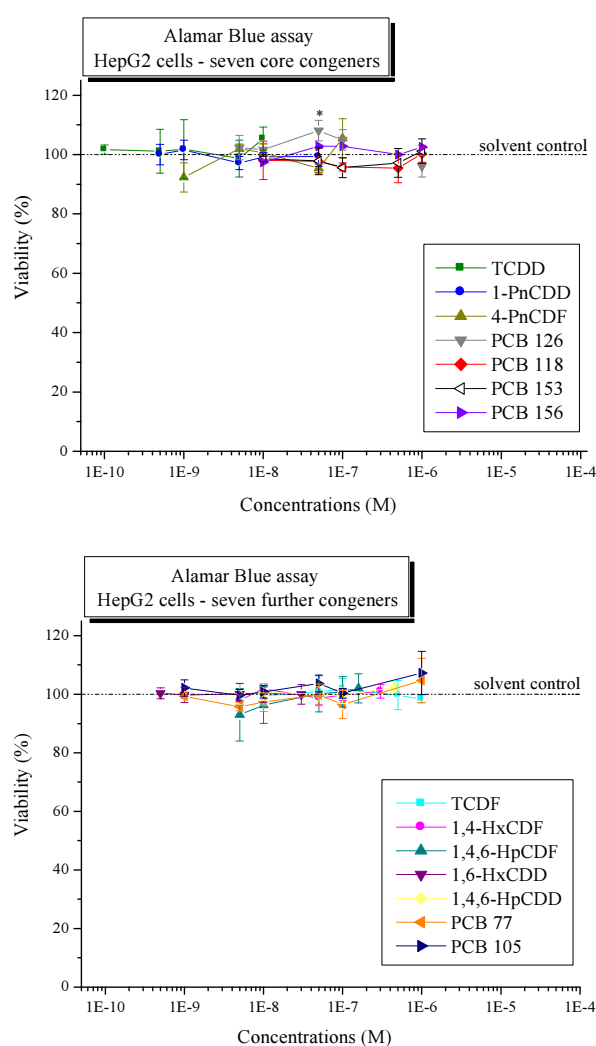 Alamar Blue assay
HepG2 cells - seven core congeners
120
100
80
60
40
20
0
Viability (%)
*
solvent control
TCDD
1-PnCDD
4-PnCDF
PCB 126
PCB 118
PCB 153
PCB 156
1E-10 1E-9 1E-8 1E-7 1E-6 1E-5 1E-4
Concentrations (M)
Alamar Blue assay
HepG2 cells - seven further congeners
120
100
80
60
40
20
0
Viability (%)
solvent control
TCDF
1,4-HxCDF
1,4,6-HpCDF
1,6-HxCDD
1,4,6-HpCDD
PCB 77
PCB 105
1E-10 1E-9 1E-8 1E-7 1E-6 1E-5 1E-4
Concentrations (M)